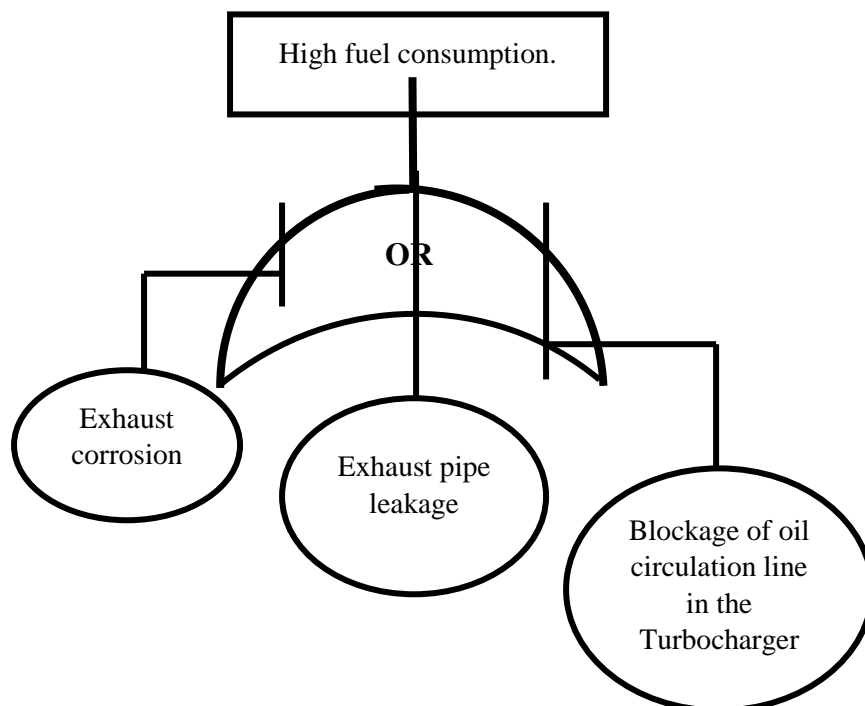 High fuel consumption.
OR
Exhaust
corrosion
Exhaust pipe
leakage
Blockage of oil
circulation line
in the
Turbocharger